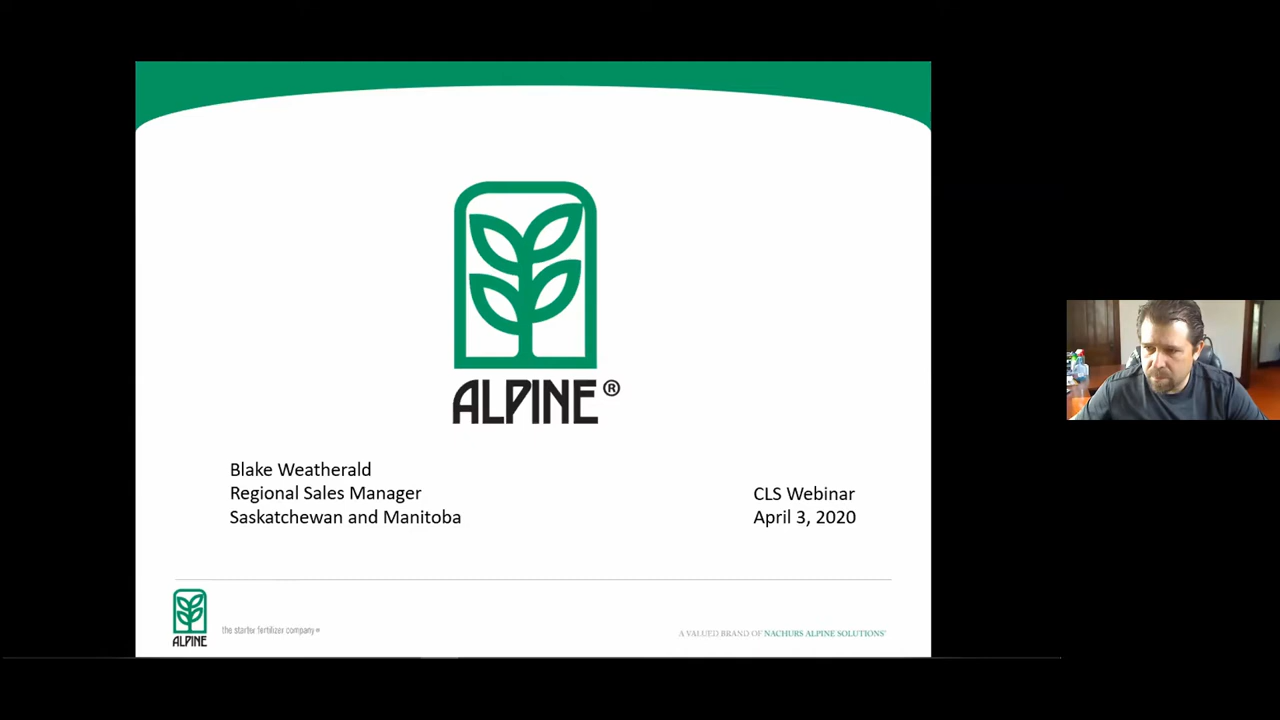 ALPINE®
Blake Weatherald
Regional Sales Manager
Saskatchewan and Manitoba
CLS Webinar
April 3, 2020
ALPINE
the starter fertilizer company®
A VALUED BRAND OF NACHURS ALPINE SOLUTIONS®